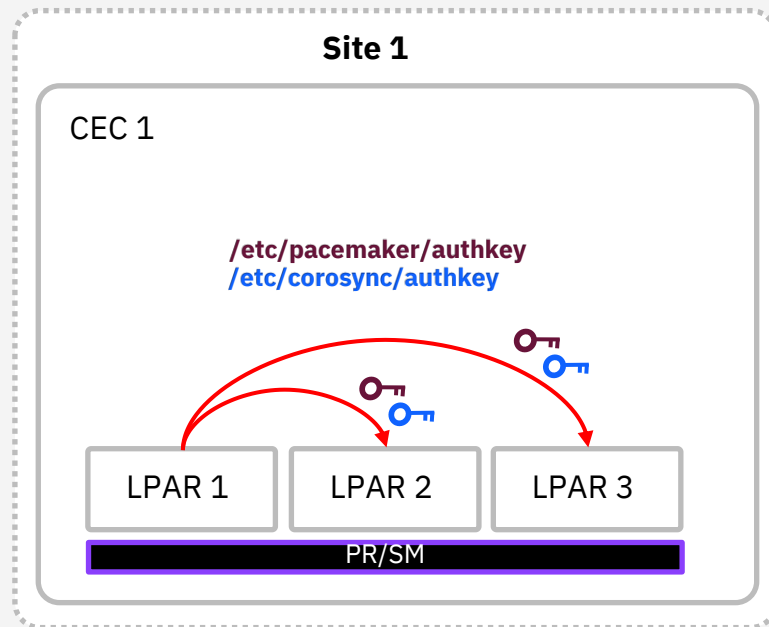 Site 1
CEC 1
/etc/pacemaker/authkey
/etc/corosync/authkey
LPAR 1
LPAR 2
LPAR 3
PR/SM